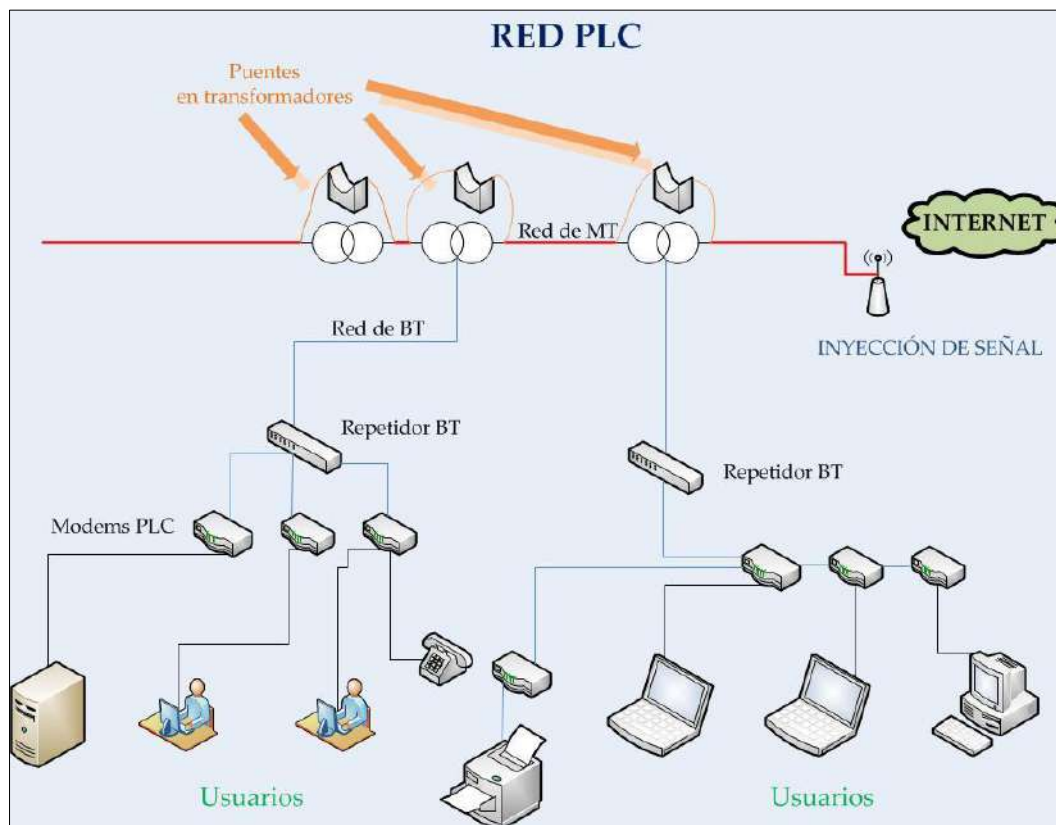 RED PLC
Puentes
en transformadores
Red de MT
INTERNET
INYECCIÓN DE SEÑAL
Red de BT
Repetidor BT
Repetidor BT
Modems PLC
Usuarios
Usuarios